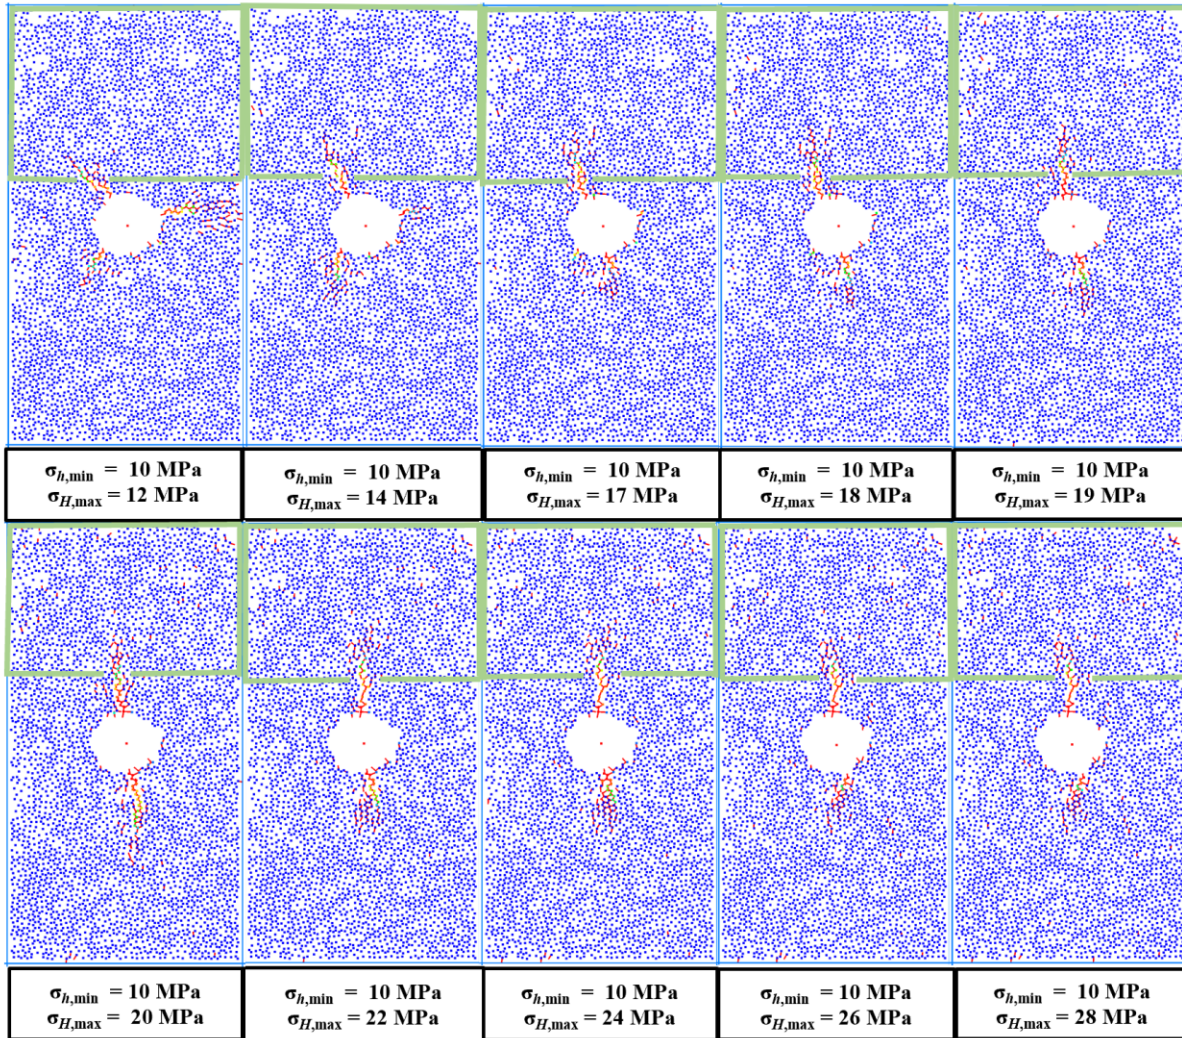 σh,min = 10 MPa
σH,max = 12 MPa
σh,min = 10 MPa
σH,max = 14 MPa
σh,min = 10 MPa
σH,max = 17 MPa
σh,min = 10 MPa
σH,max = 18 MPa
σh,min = 10 MPa
σH,max = 19 MPa
σh,min = 10 MPa
σH,max = 20 MPa
σh,min = 10 MPa
σH,max = 22 MPa
σh,min = 10 MPa
σH,max = 24 MPa
σh,min = 10 MPa
σH,max = 26 MPa
σh,min = 10 MPa
σH,max = 28 MPa